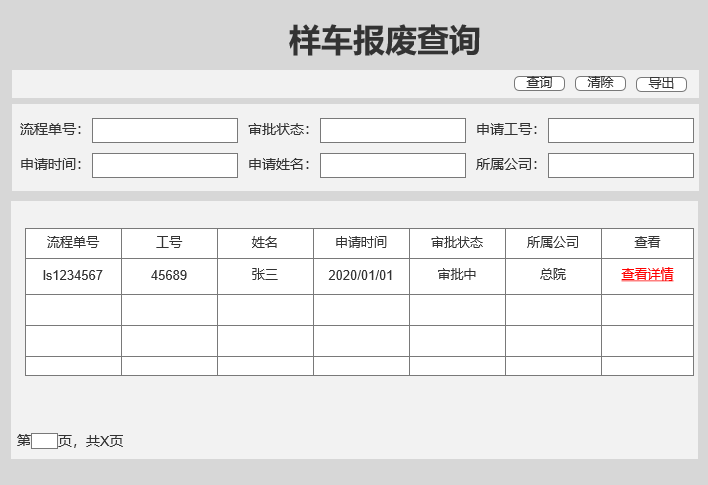 样车报废查询
查询 清除 导出
流程单号： 审批状态： 申请工号：
申请时间： 申请姓名： 所属公司：
流程单号 工号 姓名 申请时间 审批状态 所属公司 查看
ls1234567 45689 张三 2020/01/01 审批中 总院 查看详情
第 页，共X页